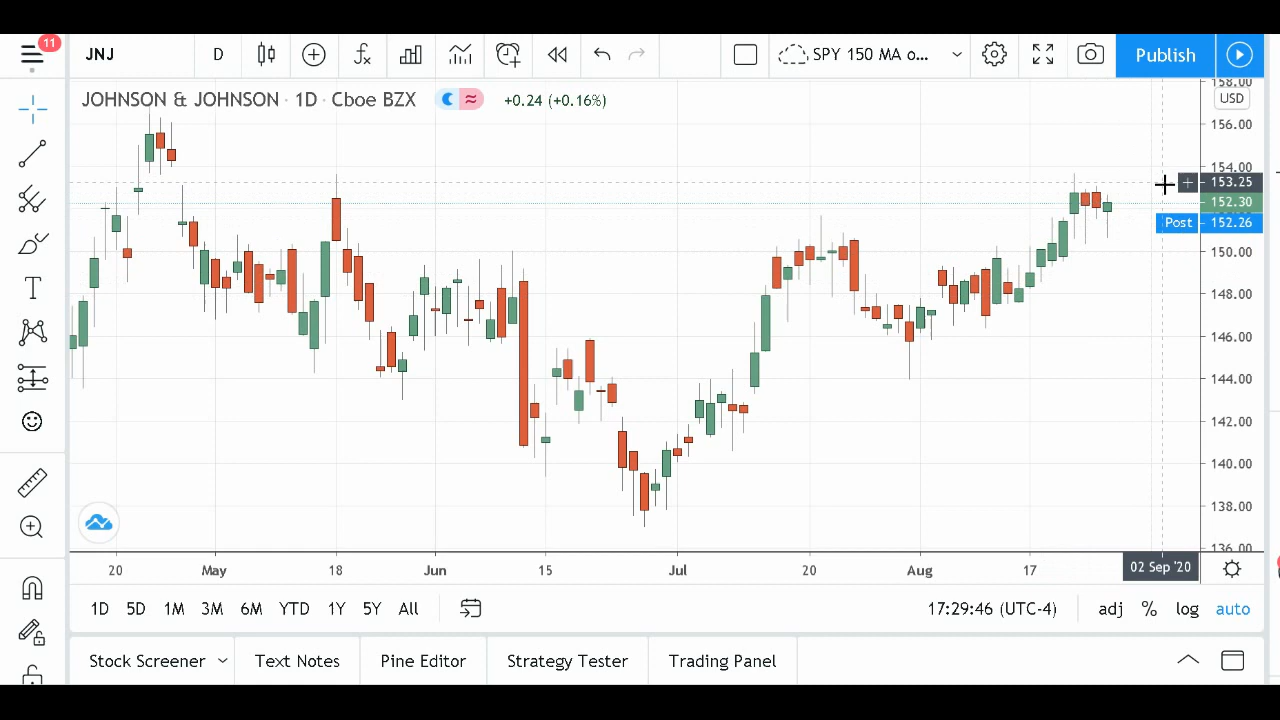 11
JNJ
D
SPY 150 MA o...
Publish
JOHNSON & JOHNSON · 1D · Cboe BZX
+0.24 (+0.16%)
158.00
USD
156.00
154.00
153.25
152.30
Post 152.26
150.00
148.00
146.00
144.00
142.00
140.00
138.00
136.00
20 May 18 Jun 15 Jul 20 Aug 17 02 Sep '20
1D 5D 1M 3M 6M YTD 1Y 5Y All
17:29:46 (UTC-4)
adj % log auto
Stock Screener Text Notes Pine Editor Strategy Tester Trading Panel